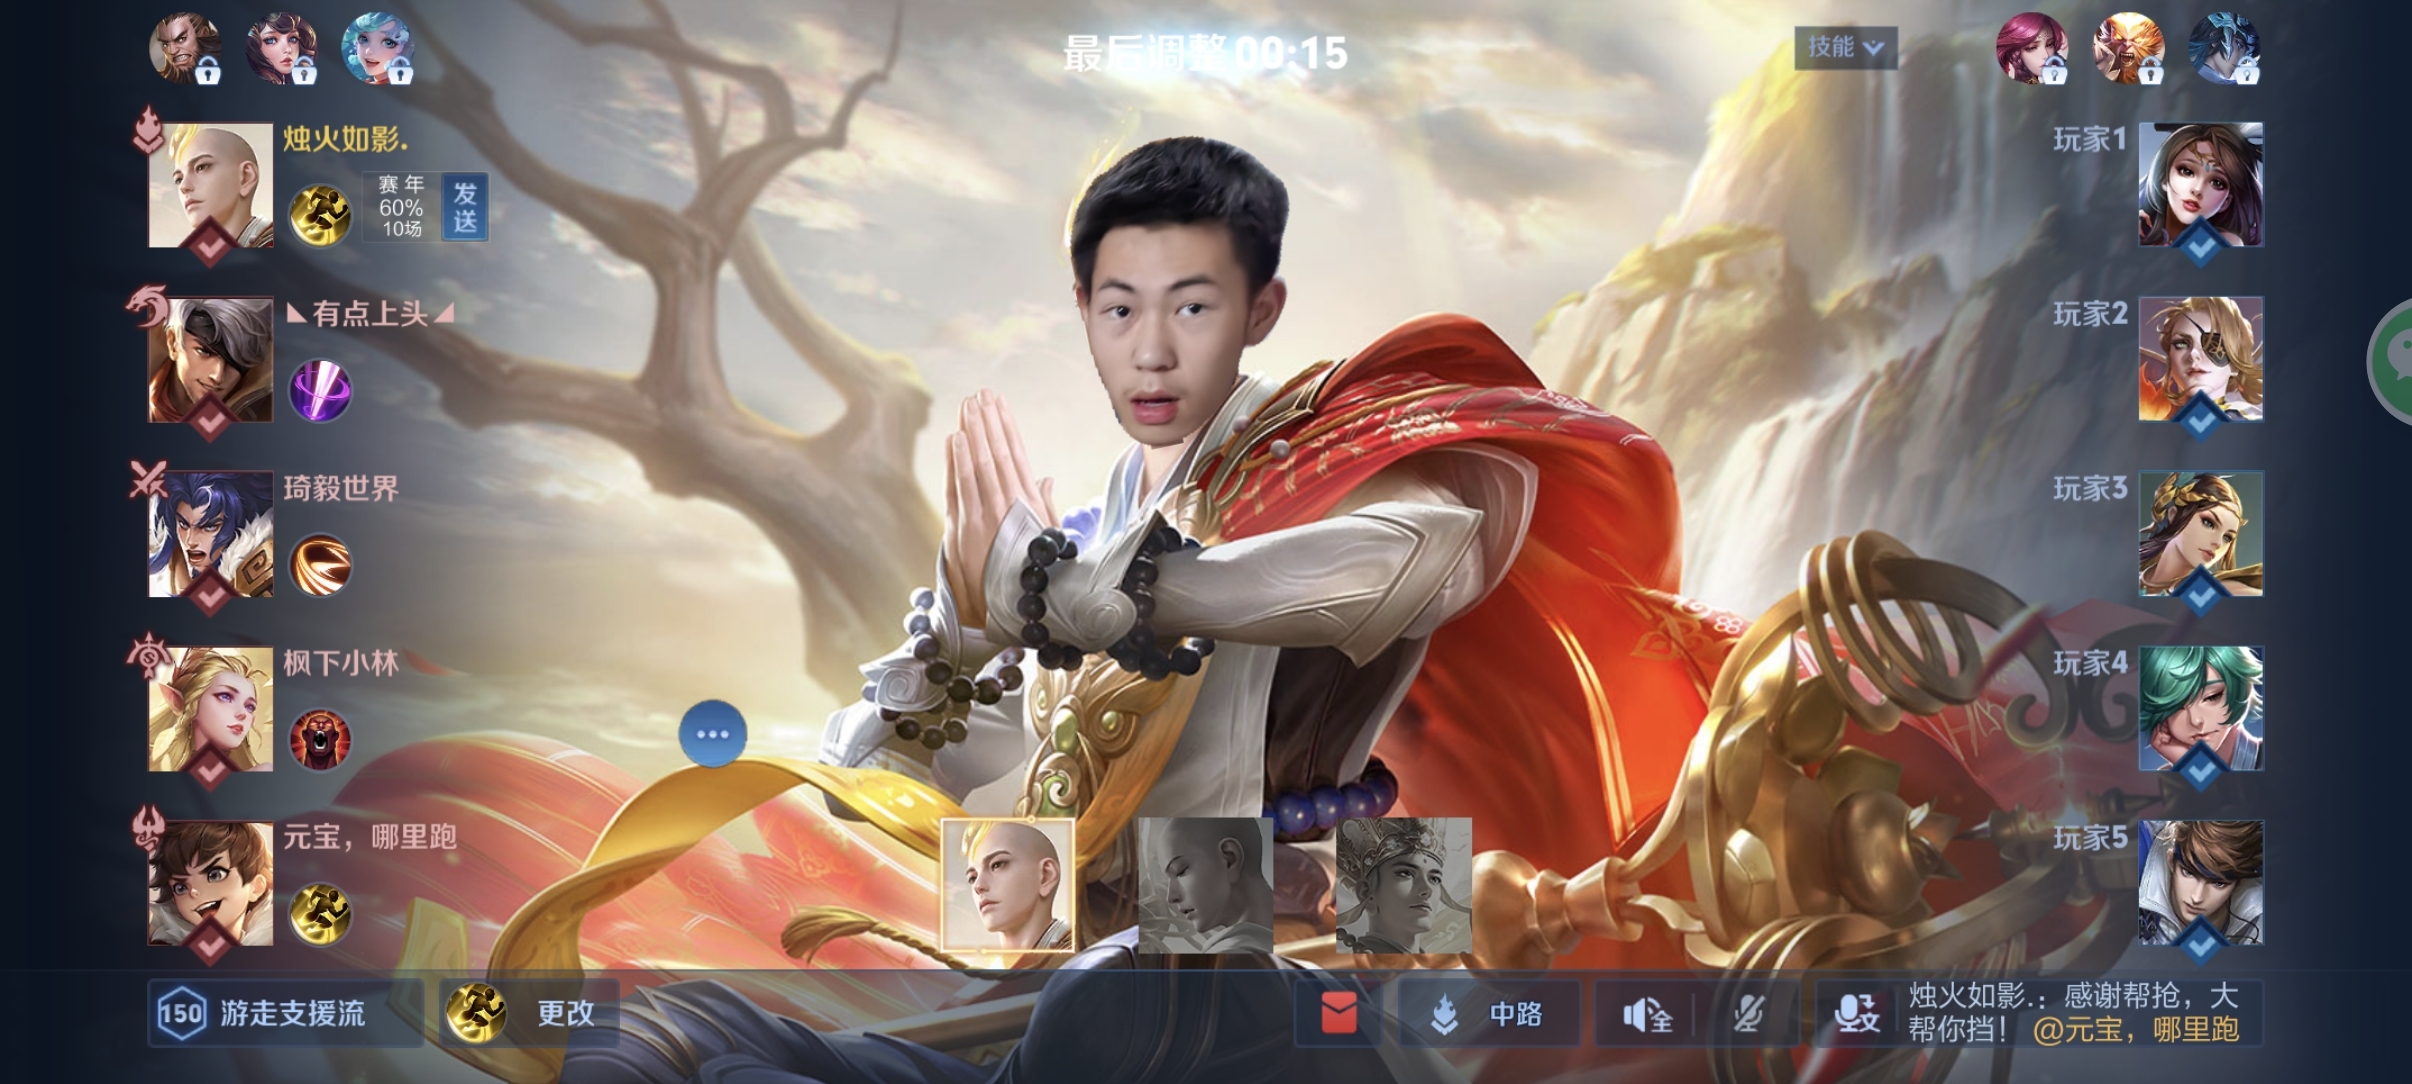 最后调整00:15
技能
烛火如影.
赛 年
60%
10场
发送
◣有点上头◢
琦毅世界
枫下小林
元宝，哪里跑
玩家1
玩家2
玩家3
玩家4
玩家5
150 游走支援流
更改
中路
全
文
烛火如影.：感谢帮抢，大
帮你挡！ @元宝，哪里跑